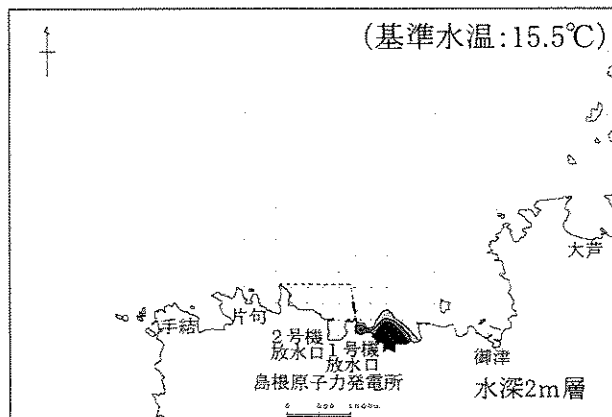 (基準水温:15.5℃)
大芦
片句
手結
2号機
放水口
1号機
放水口
御津
島根原子力発電所
水深2m層